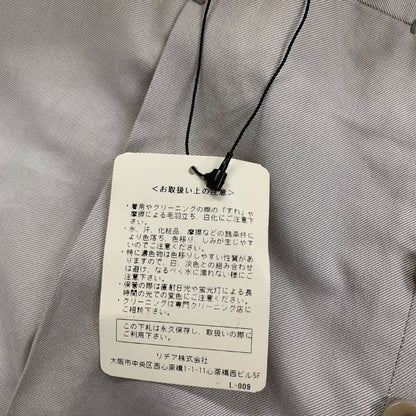 ＜お取扱い上の注意＞
・着用やクリーニングの際の「すれ」や
摩擦による毛羽立ち、白化にご注意下
さい。
・水、汗、化粧品、摩擦などの諸条件に
より色落ち、色移り、しみが生じやす
いのでご注意ください。
・特に濃色物は色移りしやすい性質があ
りますので、白、淡色との組み合わせ
は避け、なるべく水に濡れない様にご
注意下さい。
・保管の際は直射日光や蛍光灯による長
時間の光での変色にご注意ください。
・クリーニングは専門クリーニング店に
ご相談下さい。
この下札は永久保存し、取扱いの際に
ご利用下さい。
リデア株式会社
大阪市中央区西心斎橋1-1-11心斎橋西ビル5F
L-009